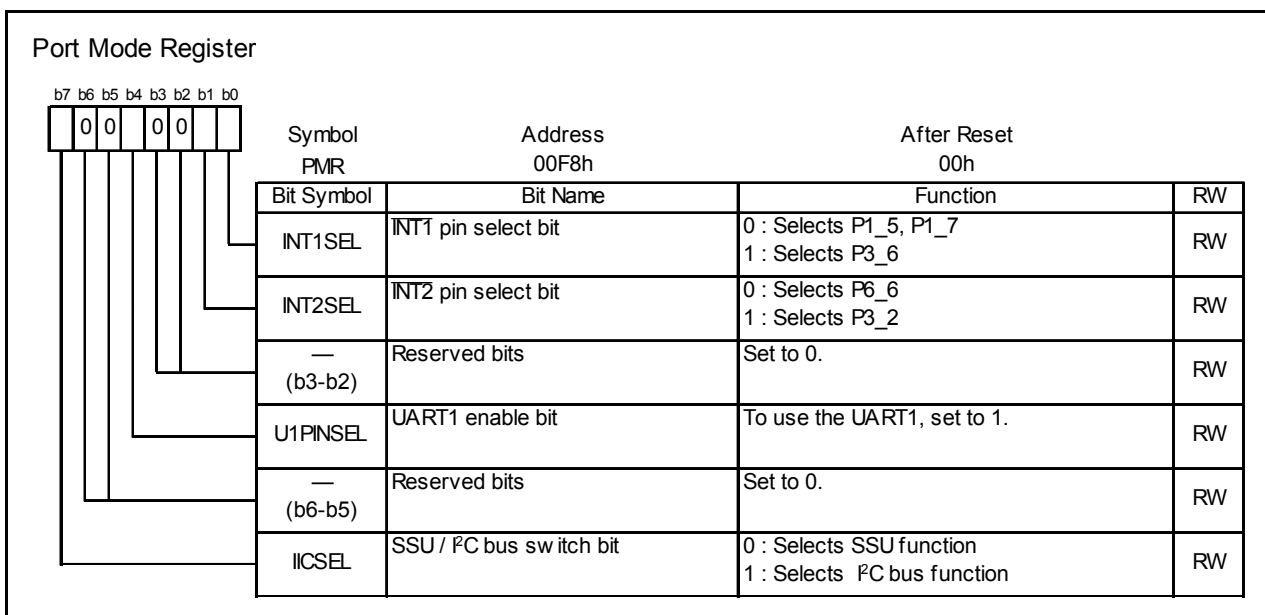 Port Mode Register
b7 b6 b5 b4 b3 b2 b1 b0
0 0 0 0
Symbol Address After Reset
PMR 00F8h 00h
Bit Symbol Bit Name Function RW
INT1SEL INT1 pin select bit 0 : Selects P1_5, P1_7 RW
1 : Selects P3_6
INT2SEL INT2 pin select bit 0 : Selects P6_6 RW
1 : Selects P3_2
— Reserved bits Set to 0. RW
(b3-b2)
U1PINSEL UART1 enable bit To use the UART1, set to 1. RW
— Reserved bits Set to 0. RW
(b6-b5)
IICSEL SSU / I²C bus switch bit 0 : Selects SSU function RW
1 : Selects I²C bus function